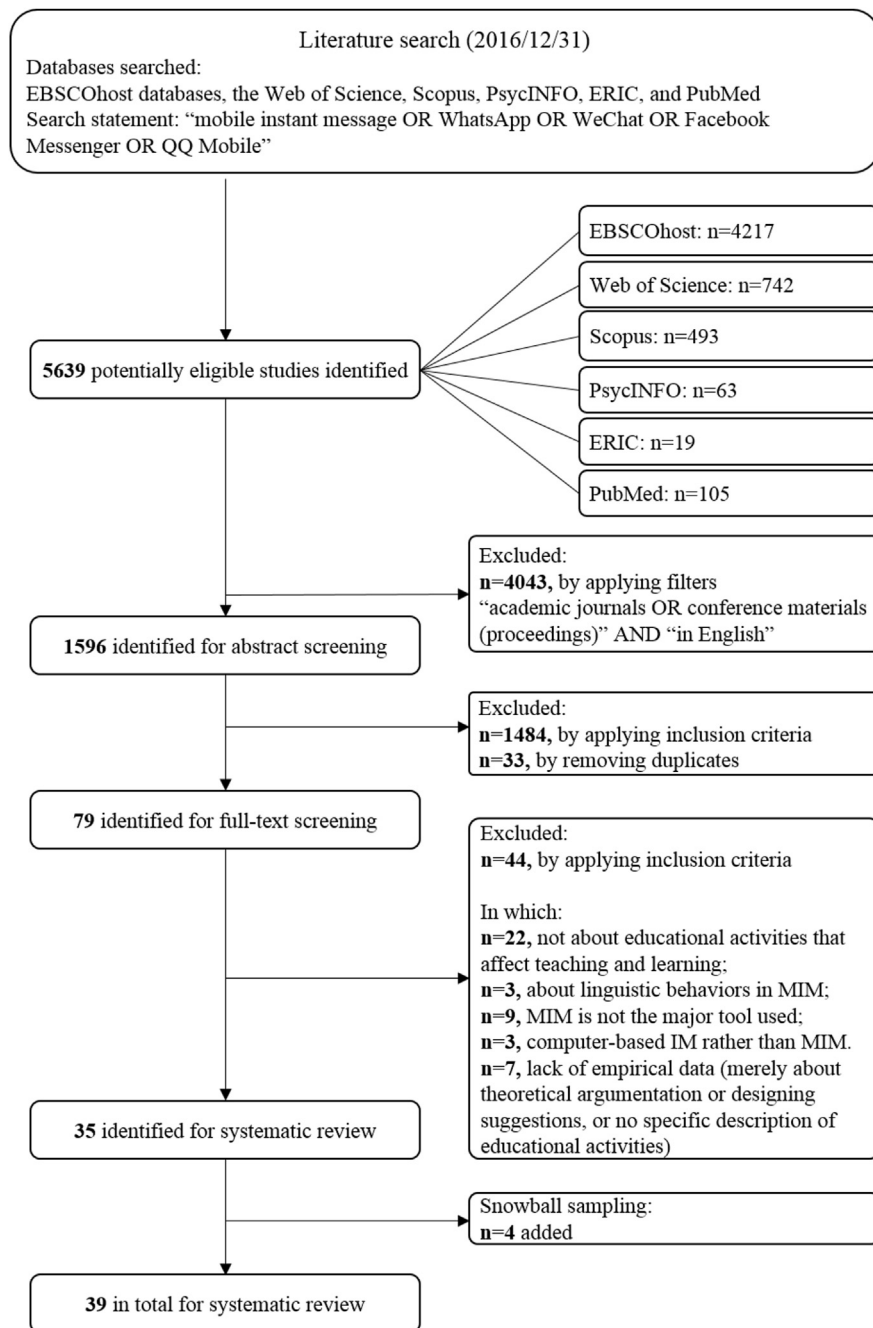 Literature search (2016/12/31)
Databases searched:
EBSCOhost databases, the Web of Science, Scopus, PsycINFO, ERIC, and PubMed
Search statement: “mobile instant message OR WhatsApp OR WeChat OR Facebook
Messenger OR QQ Mobile”
EBSCOhost: n=4217
Web of Science: n=742
Scopus: n=493
PsycINFO: n=63
ERIC: n=19
PubMed: n=105
5639 potentially eligible studies identified
Excluded:
n=4043, by applying filters
“academic journals OR conference materials
(proceedings)” AND “in English”
1596 identified for abstract screening
Excluded:
n=1484, by applying inclusion criteria
n=33, by removing duplicates
79 identified for full-text screening
Excluded:
n=44, by applying inclusion criteria
In which:
n=22, not about educational activities that
affect teaching and learning;
n=3, about linguistic behaviors in MIM;
n=9, MIM is not the major tool used;
n=3, computer-based IM rather than MIM.
n=7, lack of empirical data (merely about
theoretical argumentation or designing
suggestions, or no specific description of
educational activities)
35 identified for systematic review
Snowball sampling:
n=4 added
39 in total for systematic review